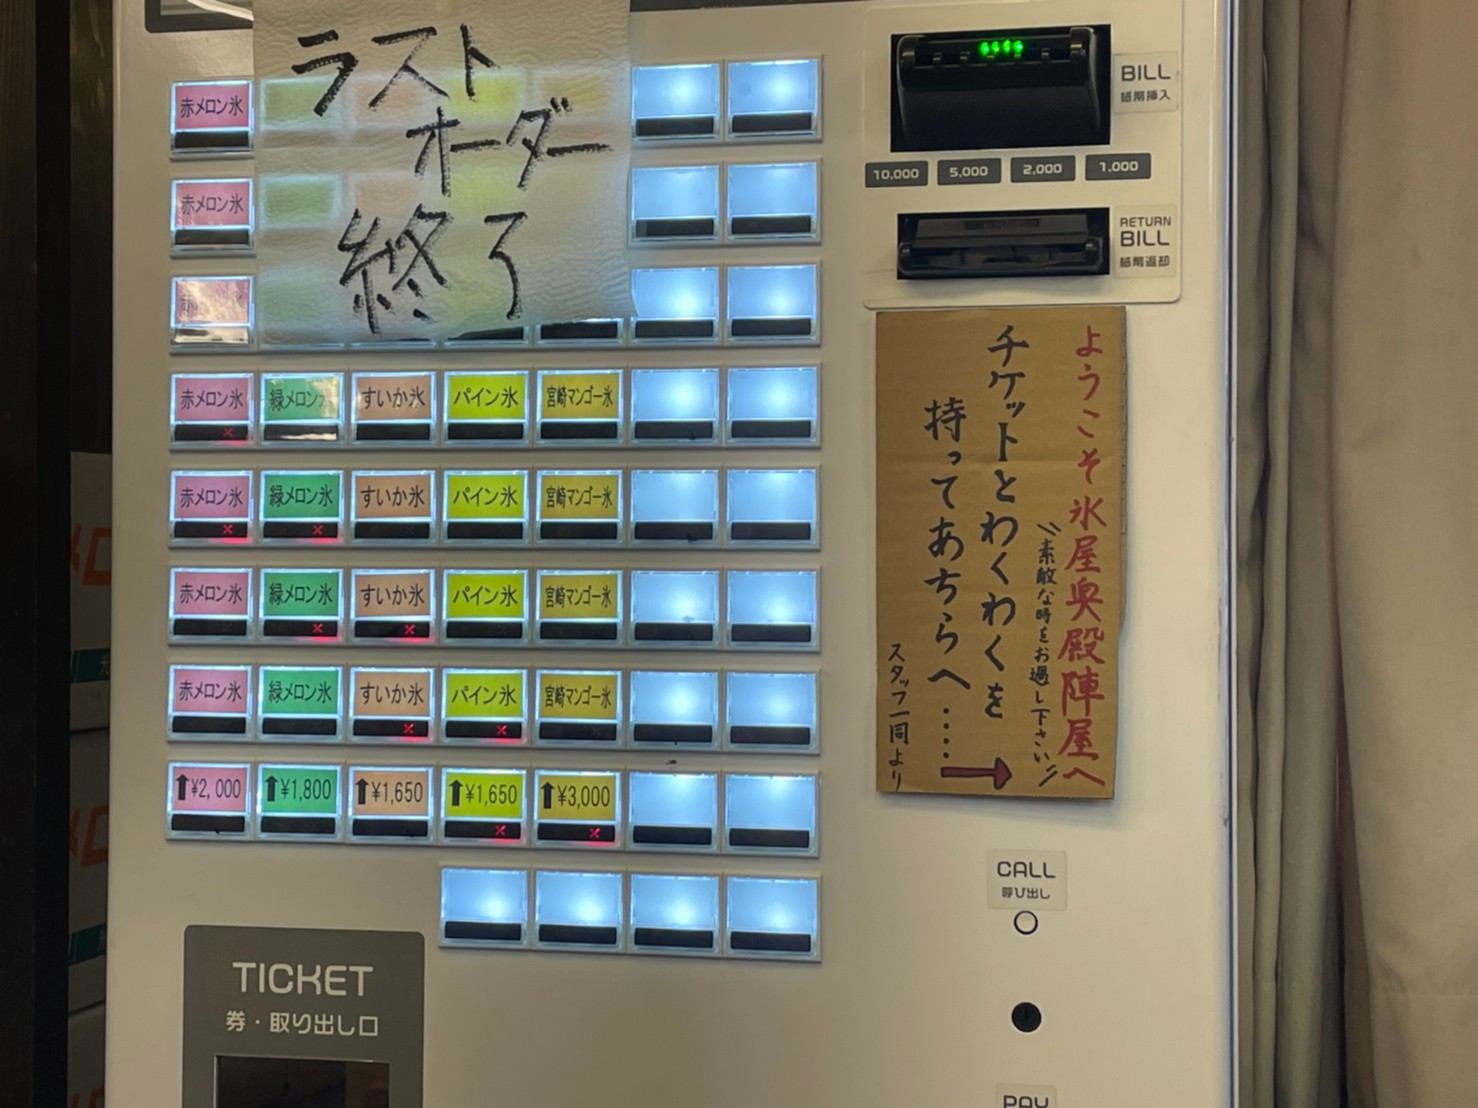 ラスト
オーダー
終了
赤メロン氷
赤メロン氷
赤メロン氷 緑メロン氷 すいか氷 パイン氷 宮崎マンゴー氷
赤メロン氷 緑メロン氷 すいか氷 パイン氷 宮崎マンゴー氷
赤メロン氷 緑メロン氷 すいか氷 パイン氷 宮崎マンゴー氷
赤メロン氷 緑メロン氷 すいか氷 パイン氷 宮崎マンゴー氷
⬆¥2,000 ⬆¥1,800 ⬆¥1,650 ⬆¥1,650 ⬆¥3,000
TICKET
券・取り出し口
BILL
紙幣挿入
10,000 5,000 2,000 1,000
RETURN
BILL
紙幣返却
ようこそ氷屋奥殿陣屋へ
〝素敵な時をお過し下さい〟
チケットとわくわくを
持ってあちらへ‥‥
→
スタッフ一同より
CALL
呼び出し
PAY